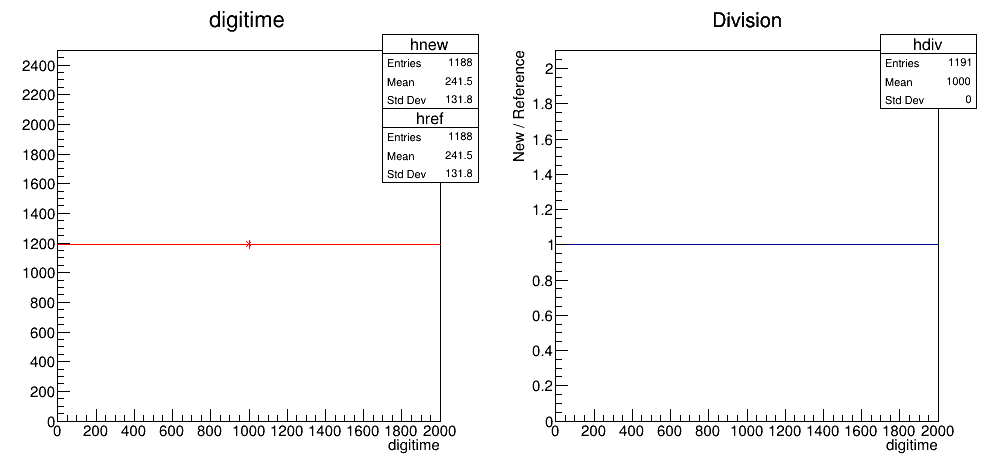 digitime
hnew
Entries 1188
Mean 241.5
Std Dev 131.8
href
Entries 1188
Mean 241.5
Std Dev 131.8
2400
2200
2000
1800
1600
1400
1200
1000
800
600
400
200
0
0 200 400 600 800 1000 1200 1400 1600 1800 2000
digitime
Division
hdiv
Entries 1191
Mean 1000
Std Dev 0
New / Reference
2
1.8
1.6
1.4
1.2
1
0.8
0.6
0.4
0.2
0
0 200 400 600 800 1000 1200 1400 1600 1800 2000
digitime